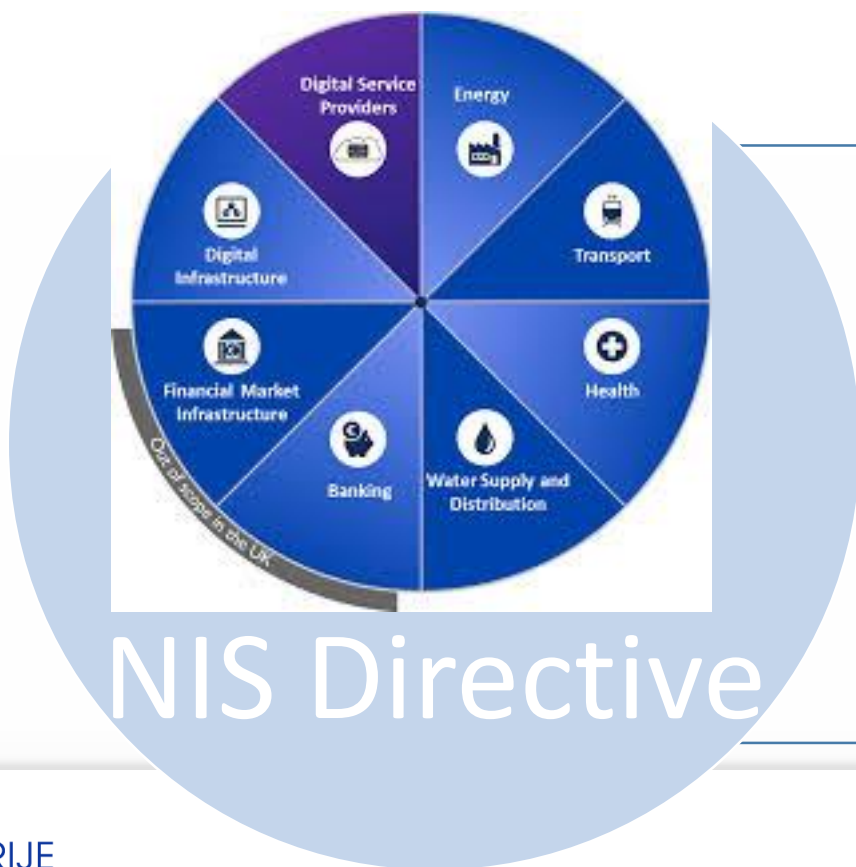 Digital Service
Providers
Energy
Digital
Infrastructure
Transport
Financial Market
Infrastructure
Health
Banking
Water Supply and
Distribution
Out of scope in the UK
NIS Directive
RIJE